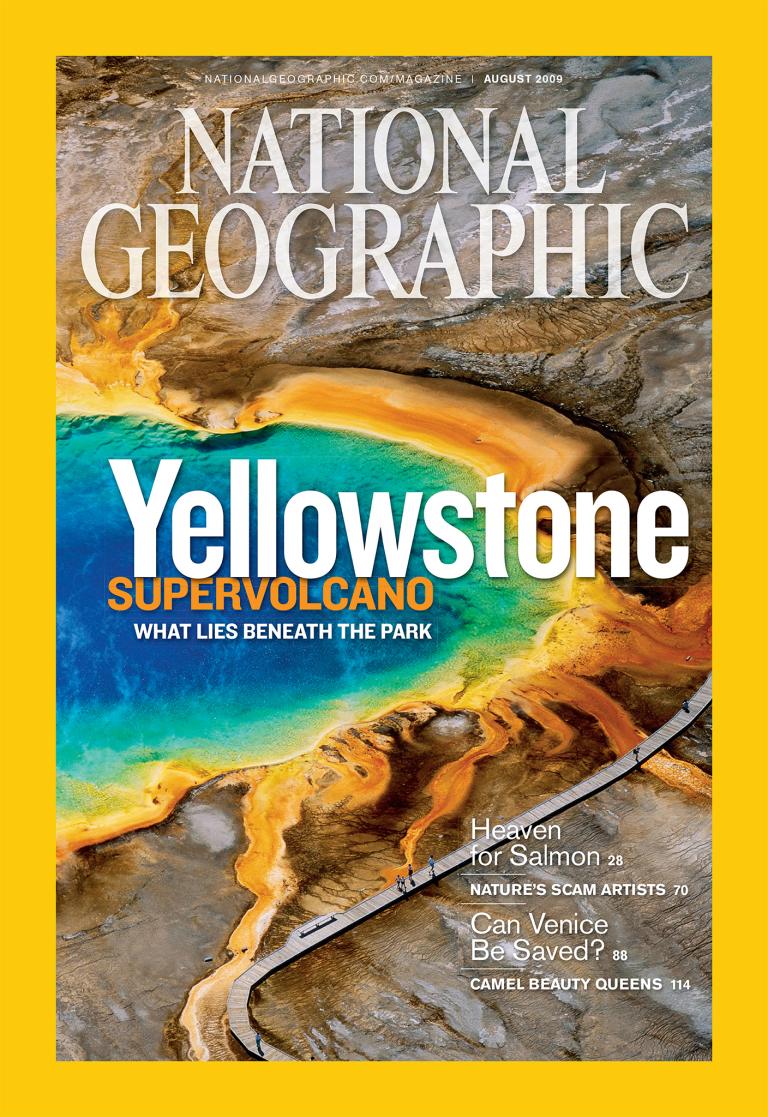 NATIONALGEOGRAPHIC.COM/MAGAZINE | AUGUST 2009
NATIONAL
GEOGRAPHIC
Yellowstone
SUPERVOLCANO
WHAT LIES BENEATH THE PARK
Heaven
for Salmon 28
NATURE'S SCAM ARTISTS 70
Can Venice
Be Saved? 88
CAMEL BEAUTY QUEENS 114